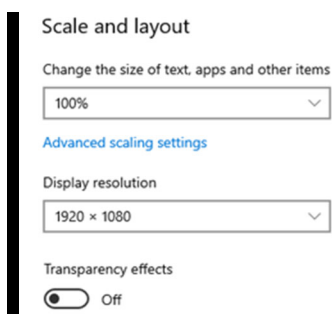 Scale and layout
Change the size of text, apps and other items
100%
Advanced scaling settings
Display resolution
1920 × 1080
Transparency effects
Off